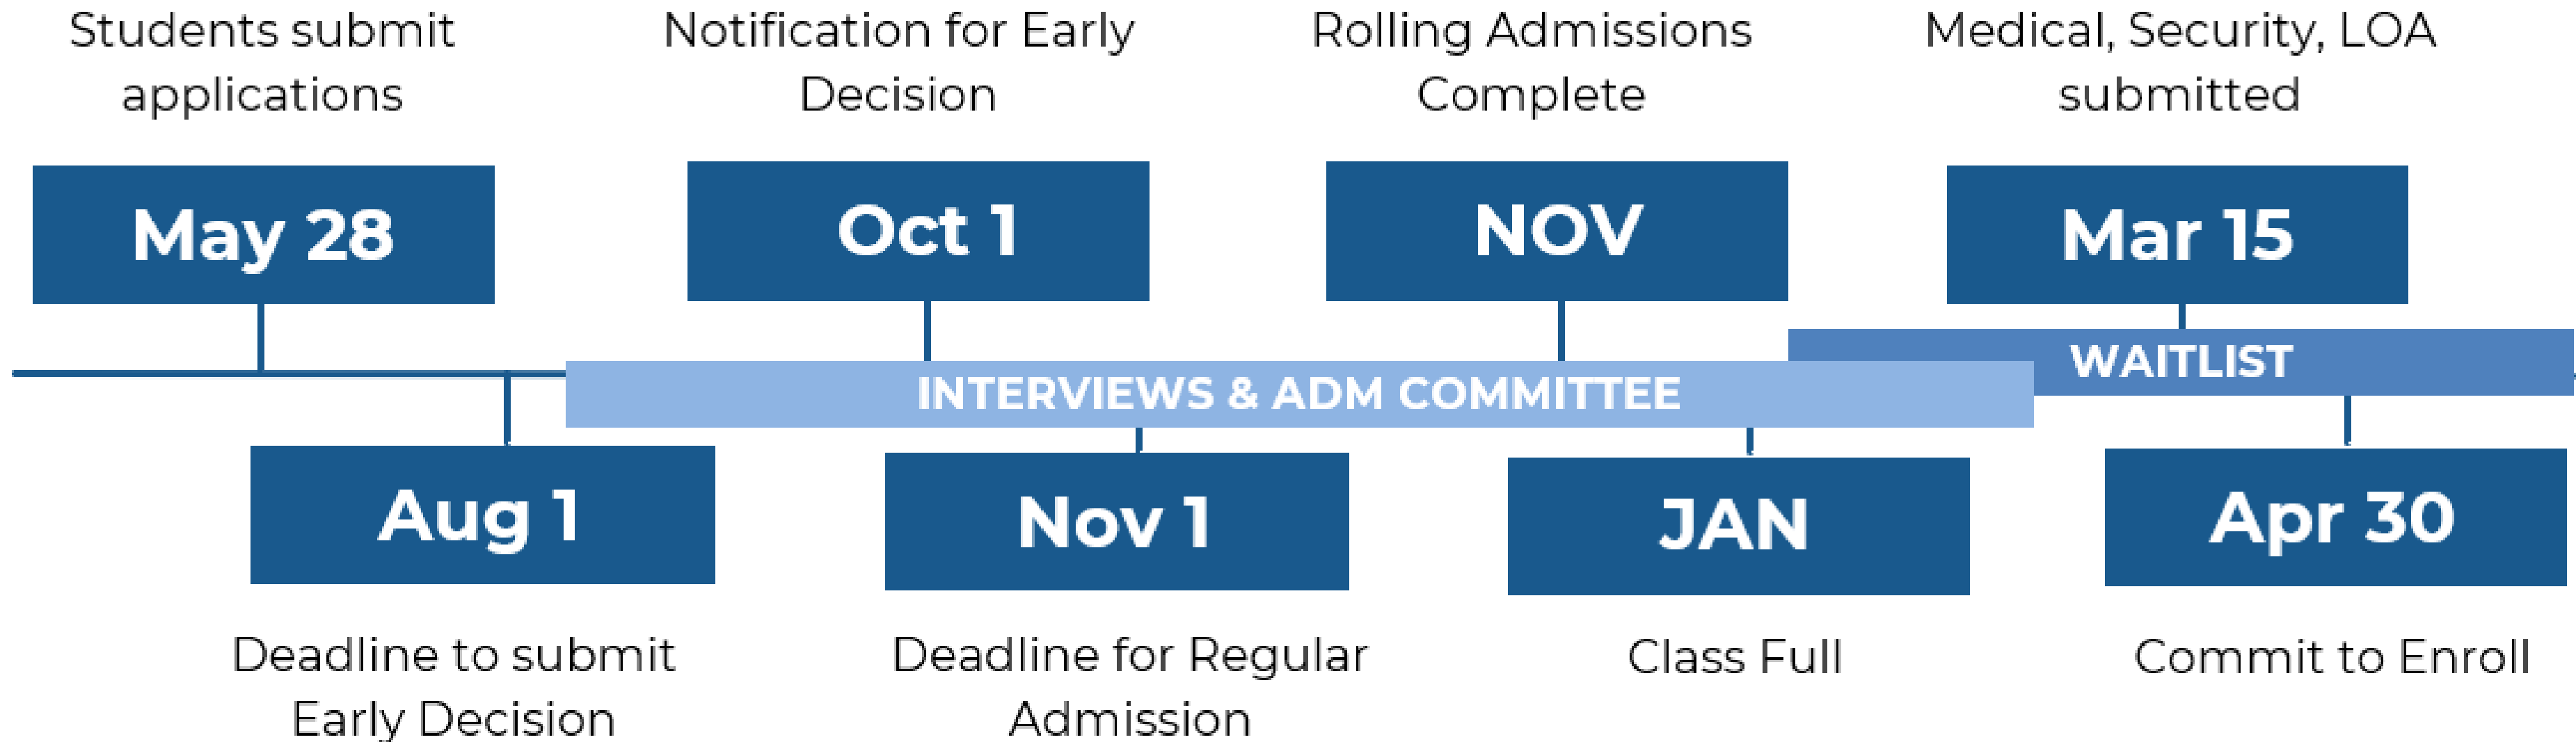 Students submit
applications
May 28
Notification for Early
Decision
Oct 1
Rolling Admissions
Complete
NOV
Medical, Security, LOA
submitted
Mar 15
WAITLIST
INTERVIEWS & ADM COMMITTEE
Aug 1
Deadline to submit
Early Decision
Nov 1
Deadline for Regular
Admission
JAN
Class Full
Apr 30
Commit to Enroll